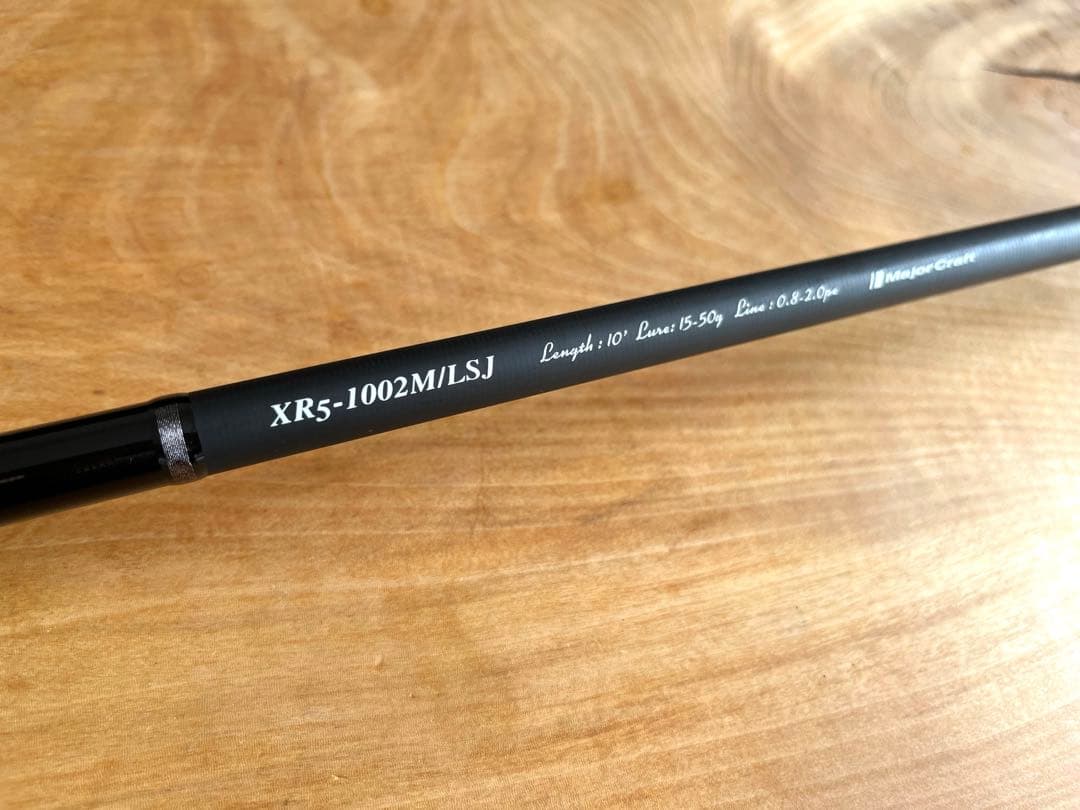 XR5-1002M/LSJ Length : 10' Lure: 15-50g Line : 0.8-2.0pe MajorCraft